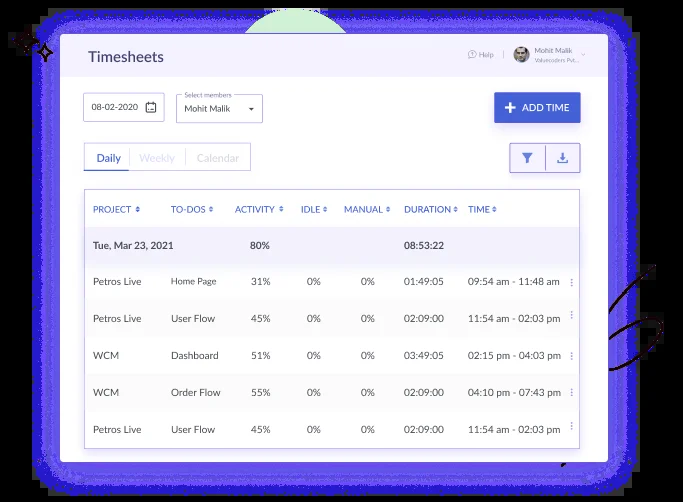 Timesheets
Help
Mohit Malik
Valuecoders Pvt...
08-02-2020
Select members
Mohit Malik
ADD TIME
Daily Weekly Calendar
PROJECT TO-DOS ACTIVITY IDLE MANUAL DURATION TIME
Tue, Mar 23, 2021 80% 08:53:22
Petros Live Home Page 31% 0% 0% 01:49:05 09:54 am - 11:48 am
Petros Live User Flow 45% 0% 0% 02:09:00 11:54 am - 02:03 pm
WCM Dashboard 51% 0% 0% 03:49:05 02:15 pm - 04:03 pm
WCM Order Flow 55% 0% 0% 02:09:00 04:10 pm - 07:43 pm
Petros Live User Flow 45% 0% 0% 02:09:00 11:54 am - 02:03 pm